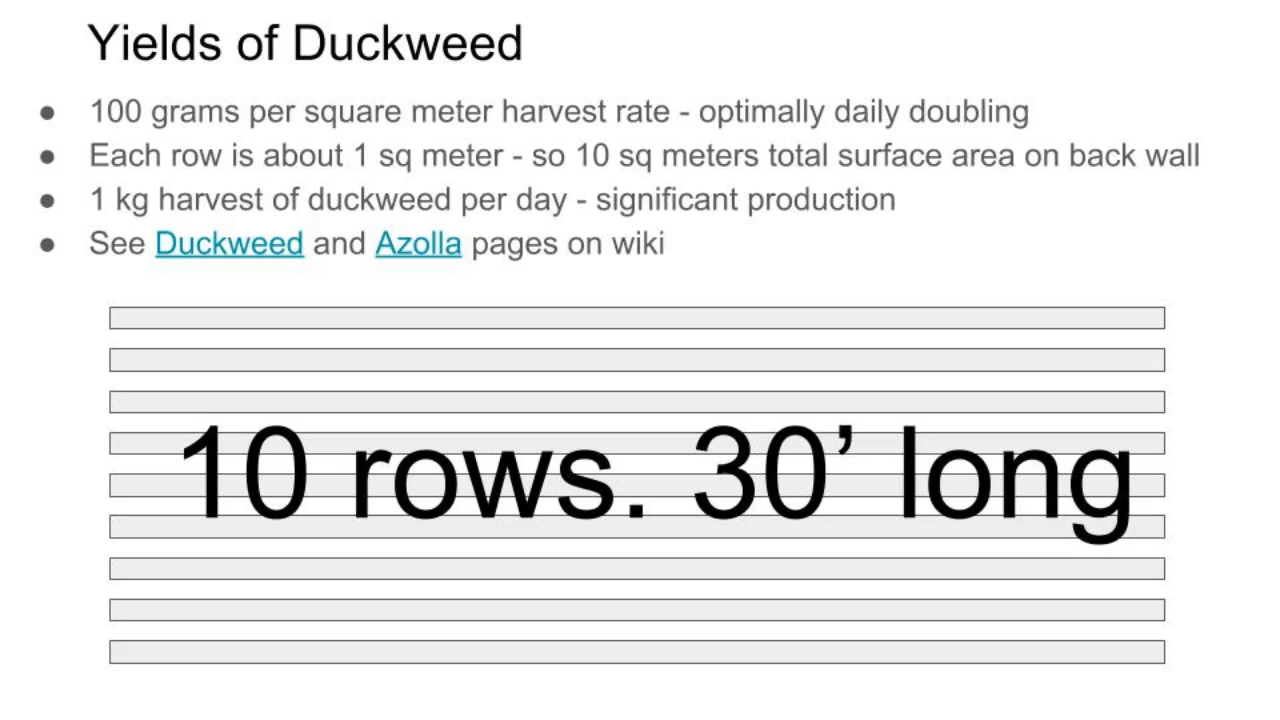 Yields of Duckweed
● 100 grams per square meter harvest rate - optimally daily doubling
● Each row is about 1 sq meter - so 10 sq meters total surface area on back wall
● 1 kg harvest of duckweed per day - significant production
● See Duckweed and Azolla pages on wiki
10 rows. 30’ long